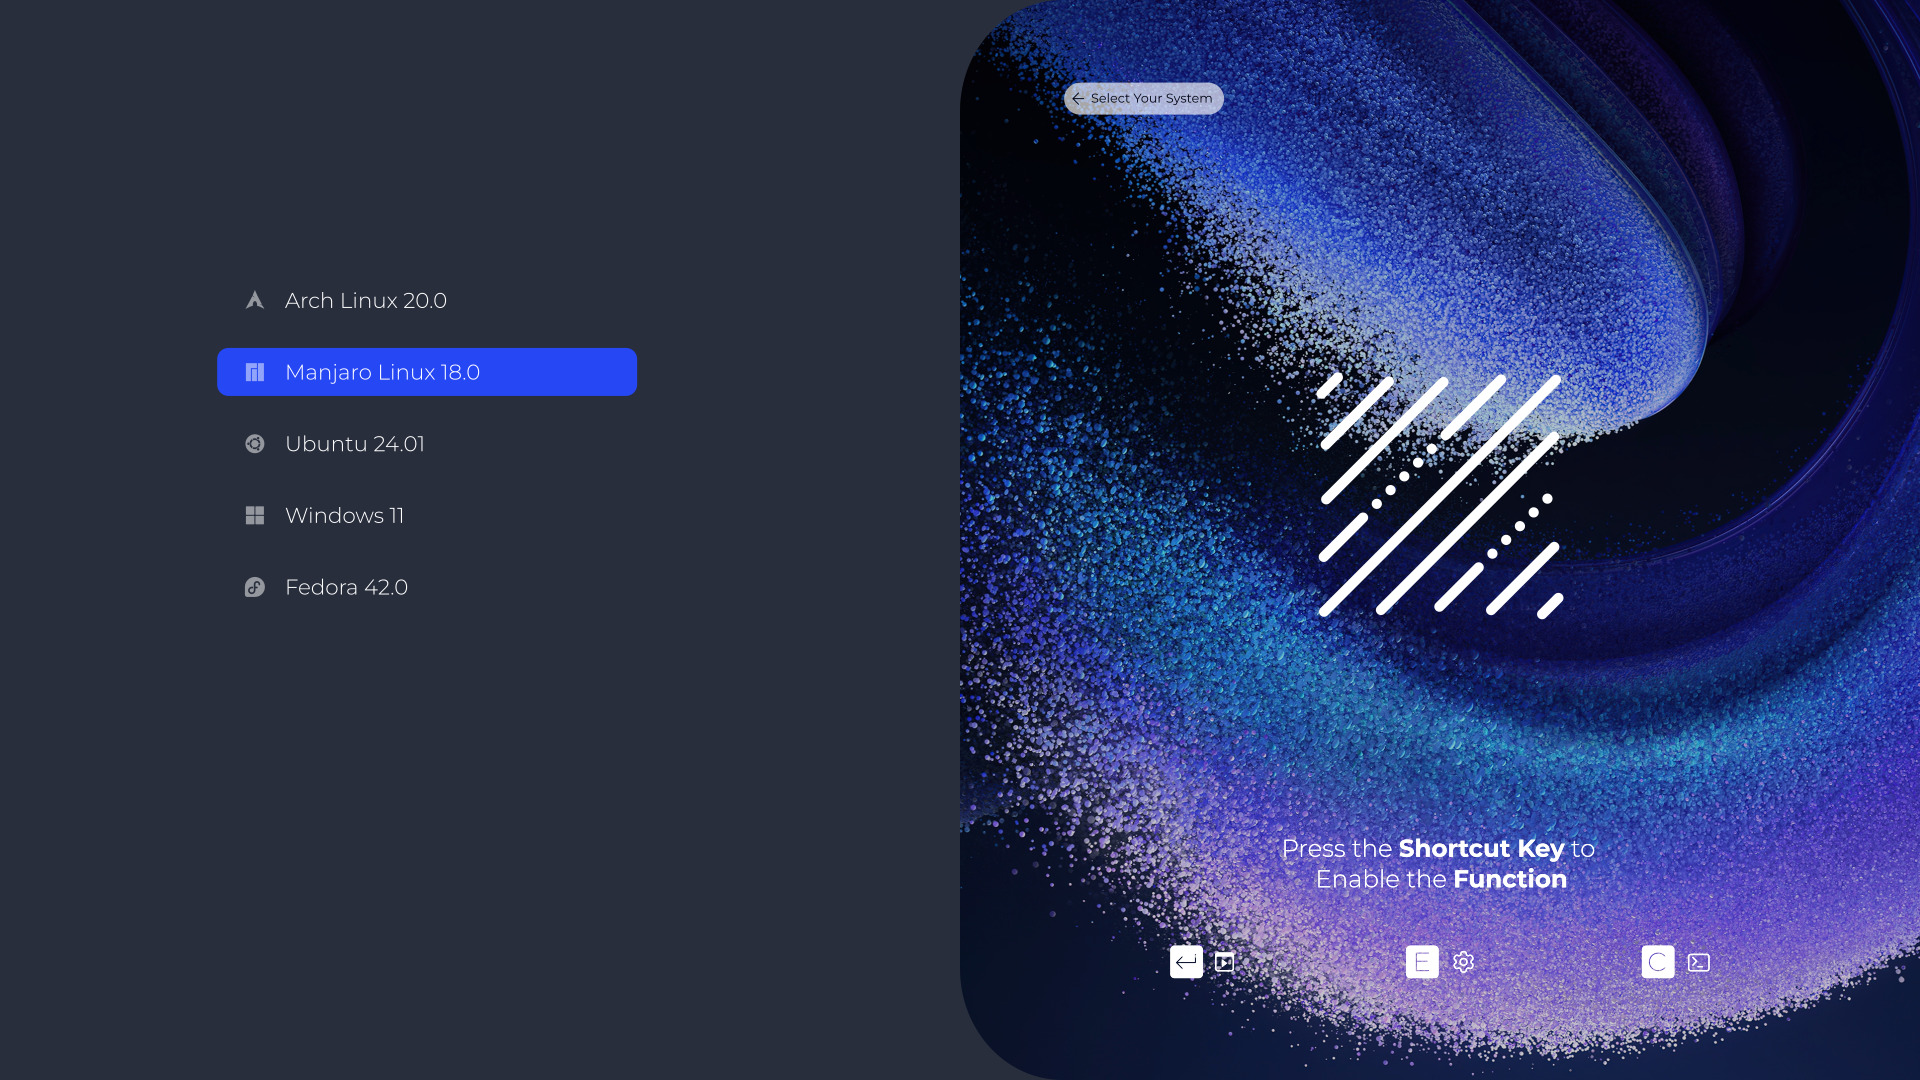 Select Your System
Arch Linux 20.0
Manjaro Linux 18.0
Ubuntu 24.01
Windows 11
Fedora 42.0
Press the Shortcut Key to
Enable the Function
E
C